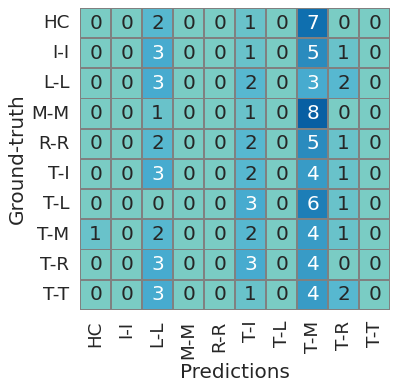 HC 0 0 2 0 0 1 0 7 0 0
I-I 0 0 3 0 0 1 0 5 1 0
L-L 0 0 3 0 0 2 0 3 2 0
M-M 0 0 1 0 0 1 0 8 0 0
R-R 0 0 2 0 0 2 0 5 1 0
T-I 0 0 3 0 0 2 0 4 1 0
T-L 0 0 0 0 0 3 0 6 1 0
T-M 1 0 2 0 0 2 0 4 1 0
T-R 0 0 3 0 0 3 0 4 0 0
T-T 0 0 3 0 0 1 0 4 2 0
Ground-truth
HC I-I L-L M-M R-R T-I T-L T-M T-R T-T
Predictions